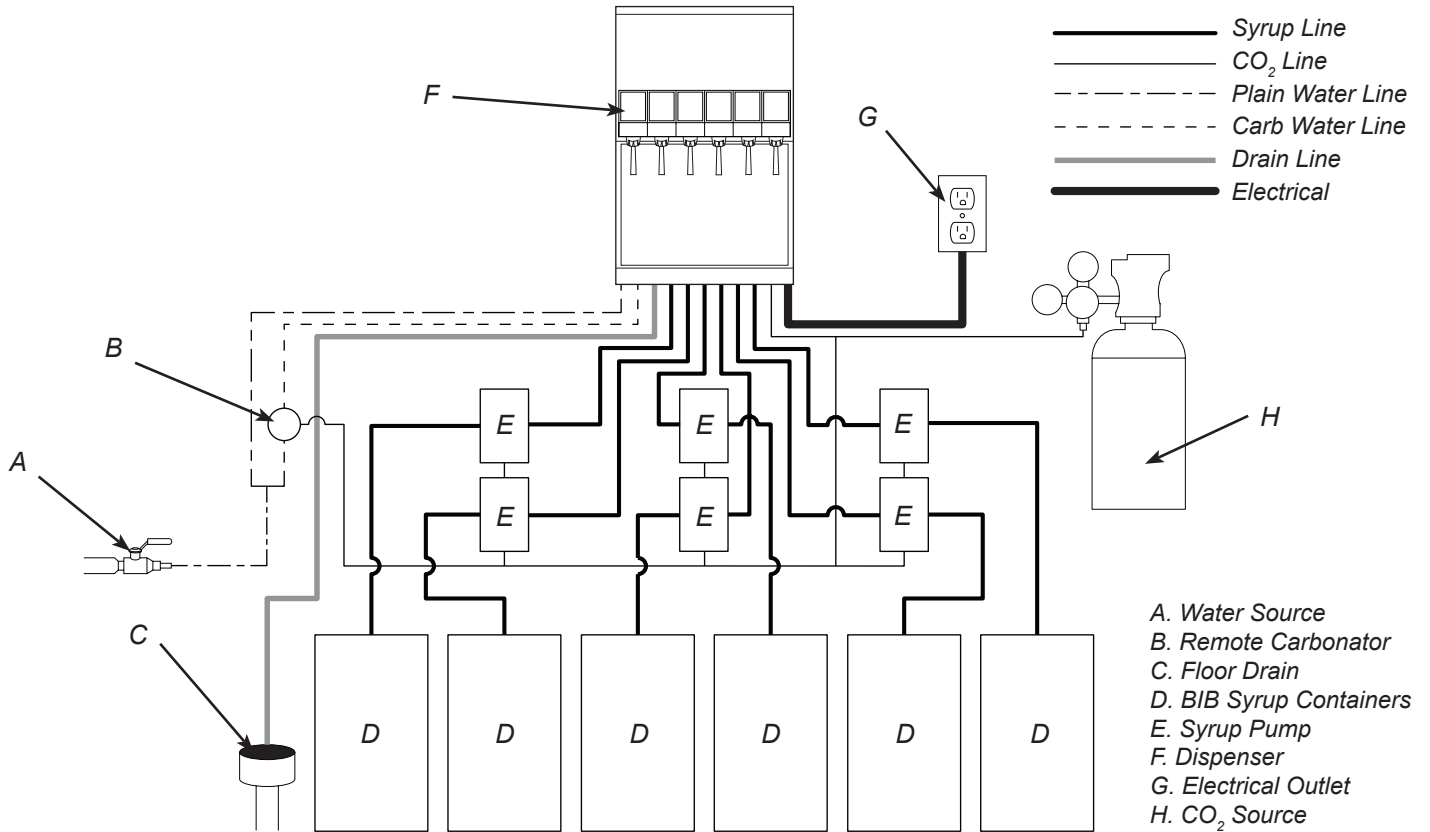 Syrup Line
CO₂ Line
Plain Water Line
Carb Water Line
Drain Line
Electrical
F
G
B
H
A
E
E
E
E
E
E
C
D
D
D
D
D
D
A. Water Source
B. Remote Carbonator
C. Floor Drain
D. BIB Syrup Containers
E. Syrup Pump
F. Dispenser
G. Electrical Outlet
H. CO₂ Source